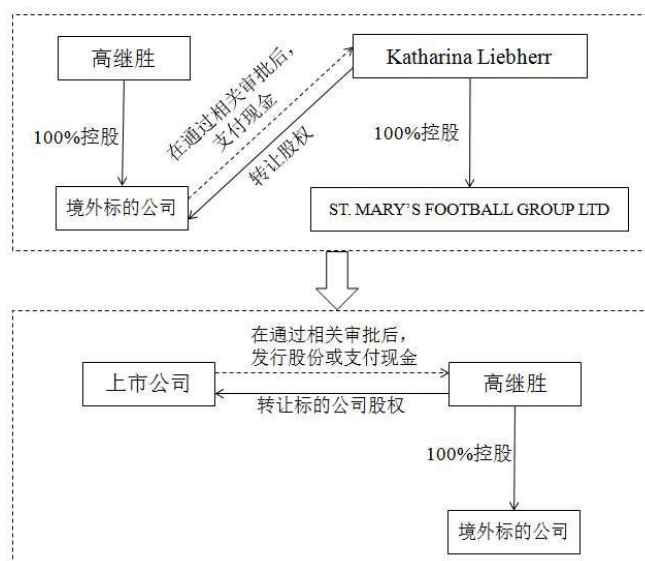 高继胜
Katharina Liebherr
在通过相关审批后，
支付现金
转让股权
100%控股
100%控股
境外标的公司
ST. MARY’S FOOTBALL GROUP LTD
在通过相关审批后，
发行股份或支付现金
上市公司
高继胜
转让标的公司股权
100%控股
境外标的公司